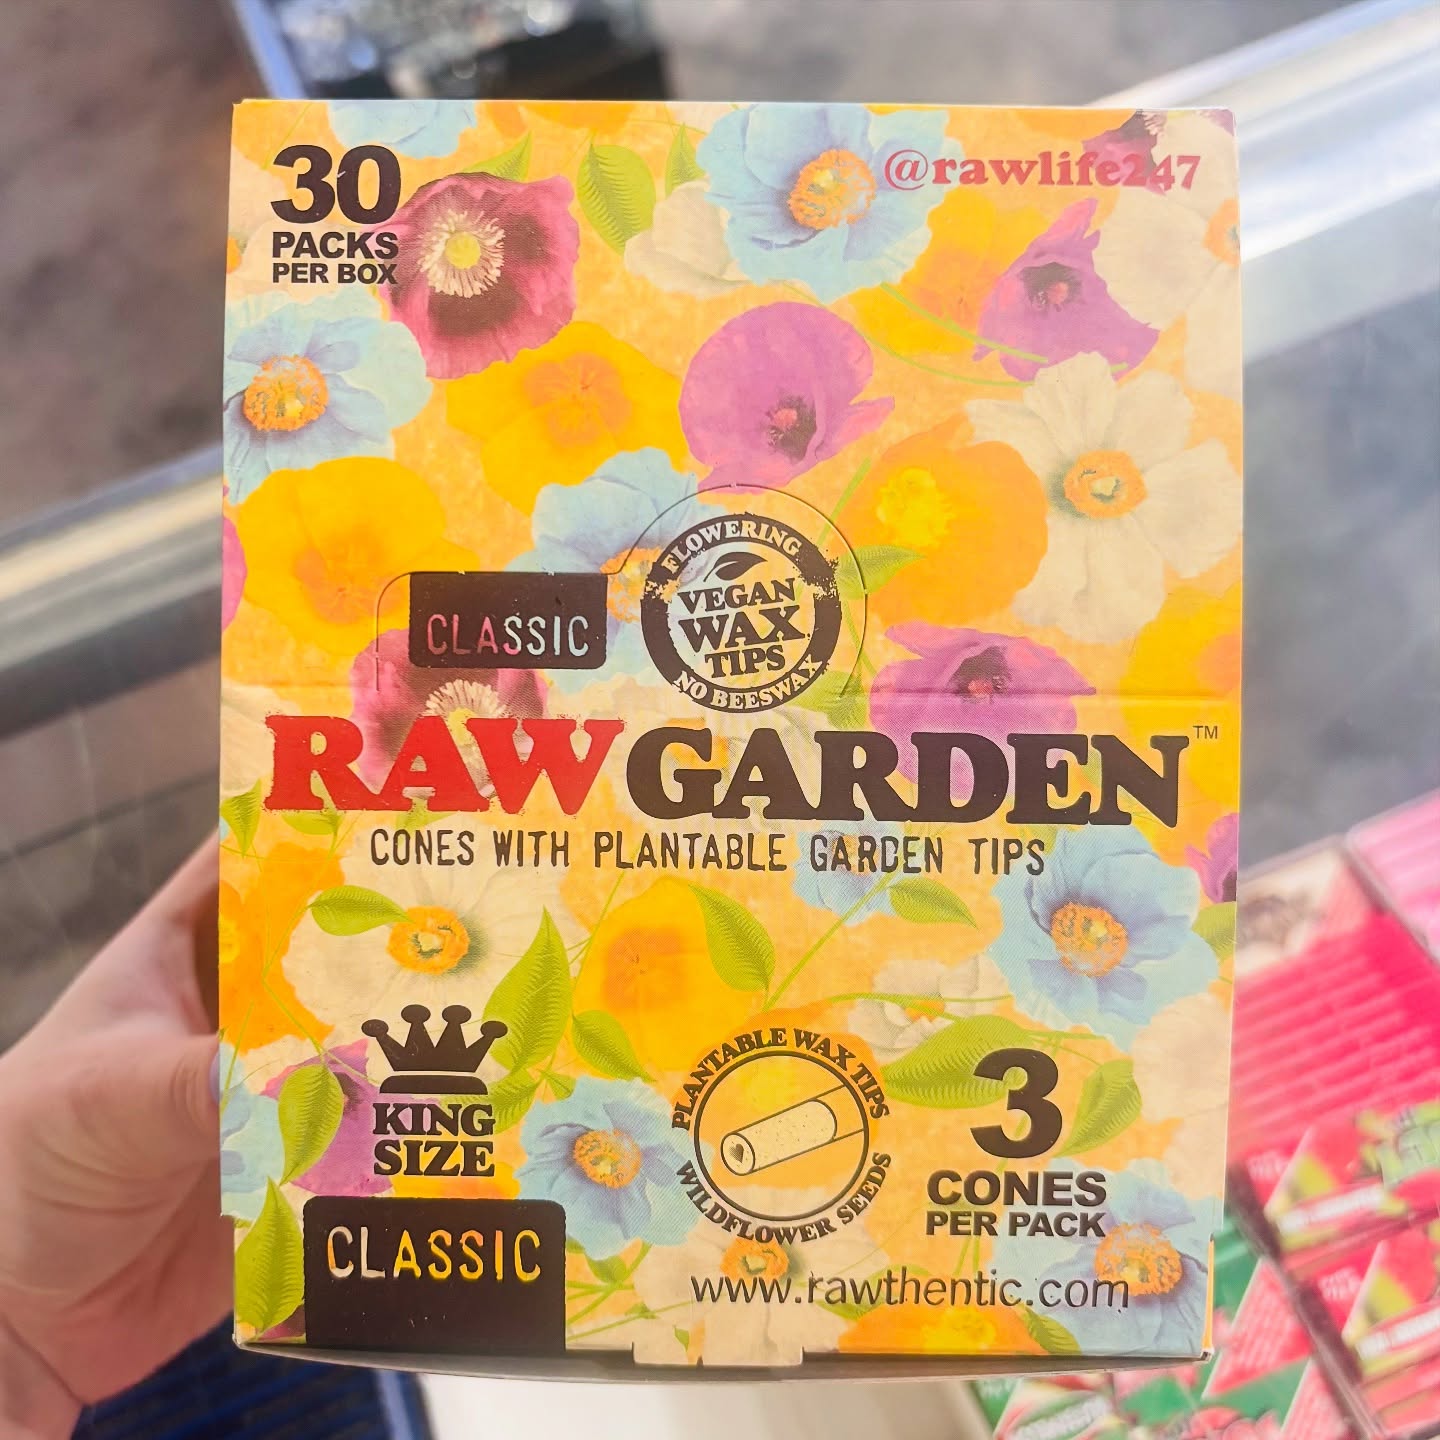 30
PACKS
PER BOX
@rawlife247
CLASSIC
FLOWERING
VEGAN
WAX
TIPS
NO BEESWAX
RAW GARDEN™
CONES WITH PLANTABLE GARDEN TIPS
KING
SIZE
CLASSIC
PLANTABLE WAX TIPS
WILDFLOWER SEEDS
3
CONES
PER PACK
www.rawthentic.com